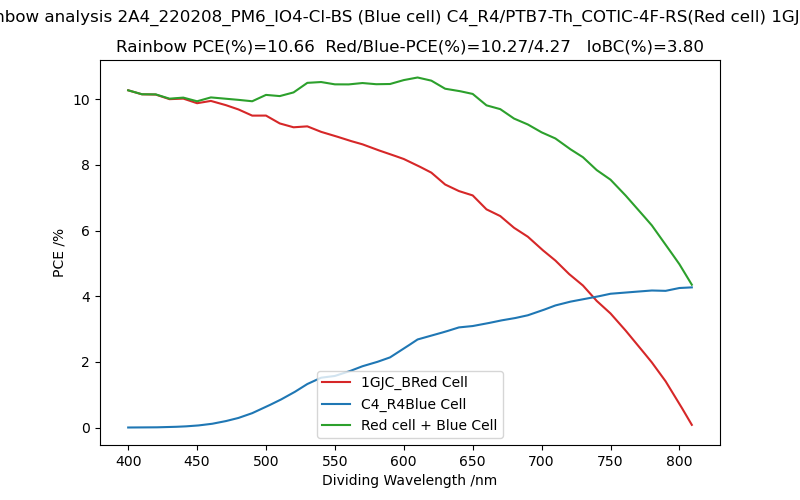 nbow analysis 2A4_220208_PM6_IO4-Cl-BS (Blue cell) C4_R4/PTB7-Th_COTIC-4F-RS(Red cell) 1GJ
Rainbow PCE(%)=10.66 Red/Blue-PCE(%)=10.27/4.27 IoBC(%)=3.80
PCE /%
10
8
6
4
2
0
1GJC_BRed Cell
C4_R4Blue Cell
Red cell + Blue Cell
400 450 500 550 600 650 700 750 800
Dividing Wavelength /nm